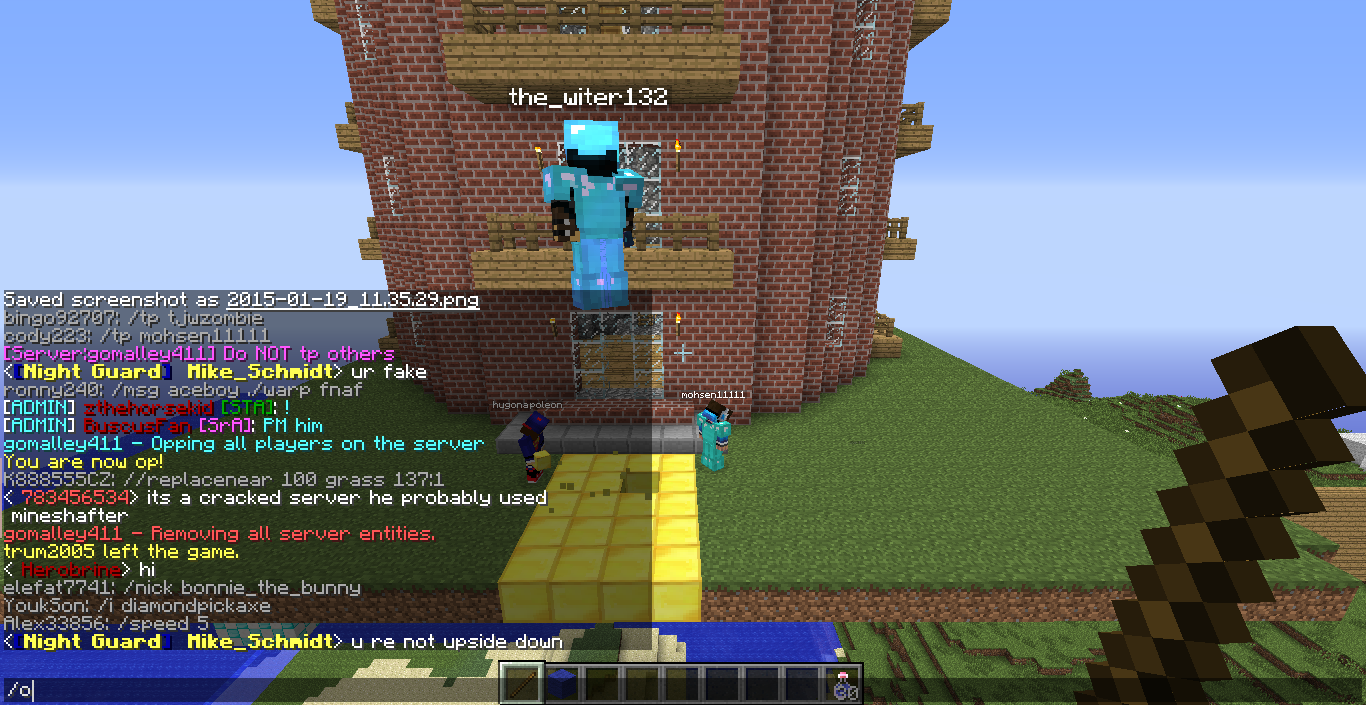 the_witer132
Saved screenshot as 2015-01-19_11.35.29.png
bingo92707: /tp tjwzombie
cody223: /tp mohsen11111
[Server:gomalley411] Do NOT tp others
<[Night Guard] Mike_Schmidt> ur fake
ronny240: /msg aceboy ./warp fnaf
mohsen11111
hugonapoleon
[ADMIN] zthehorsekid [STA]: !
[ADMIN] BuscusFan [SrA]: PM him
gomalley411 - Opping all players on the server
You are now op!
K888555CZ: //replacenear 100 grass 137:1
< 783456534> its a cracked server he probably used
mineshafter
gomalley411 - Removing all server entities.
trum2005 left the game.
< Herobrine> hi
elefat7741: /nick bonnie_the_bunny
YoukSon: /i diamondpickaxe
Alex33856: /speed 5
<[Night Guard] Mike_Schmidt> u re not upside down
/o
30